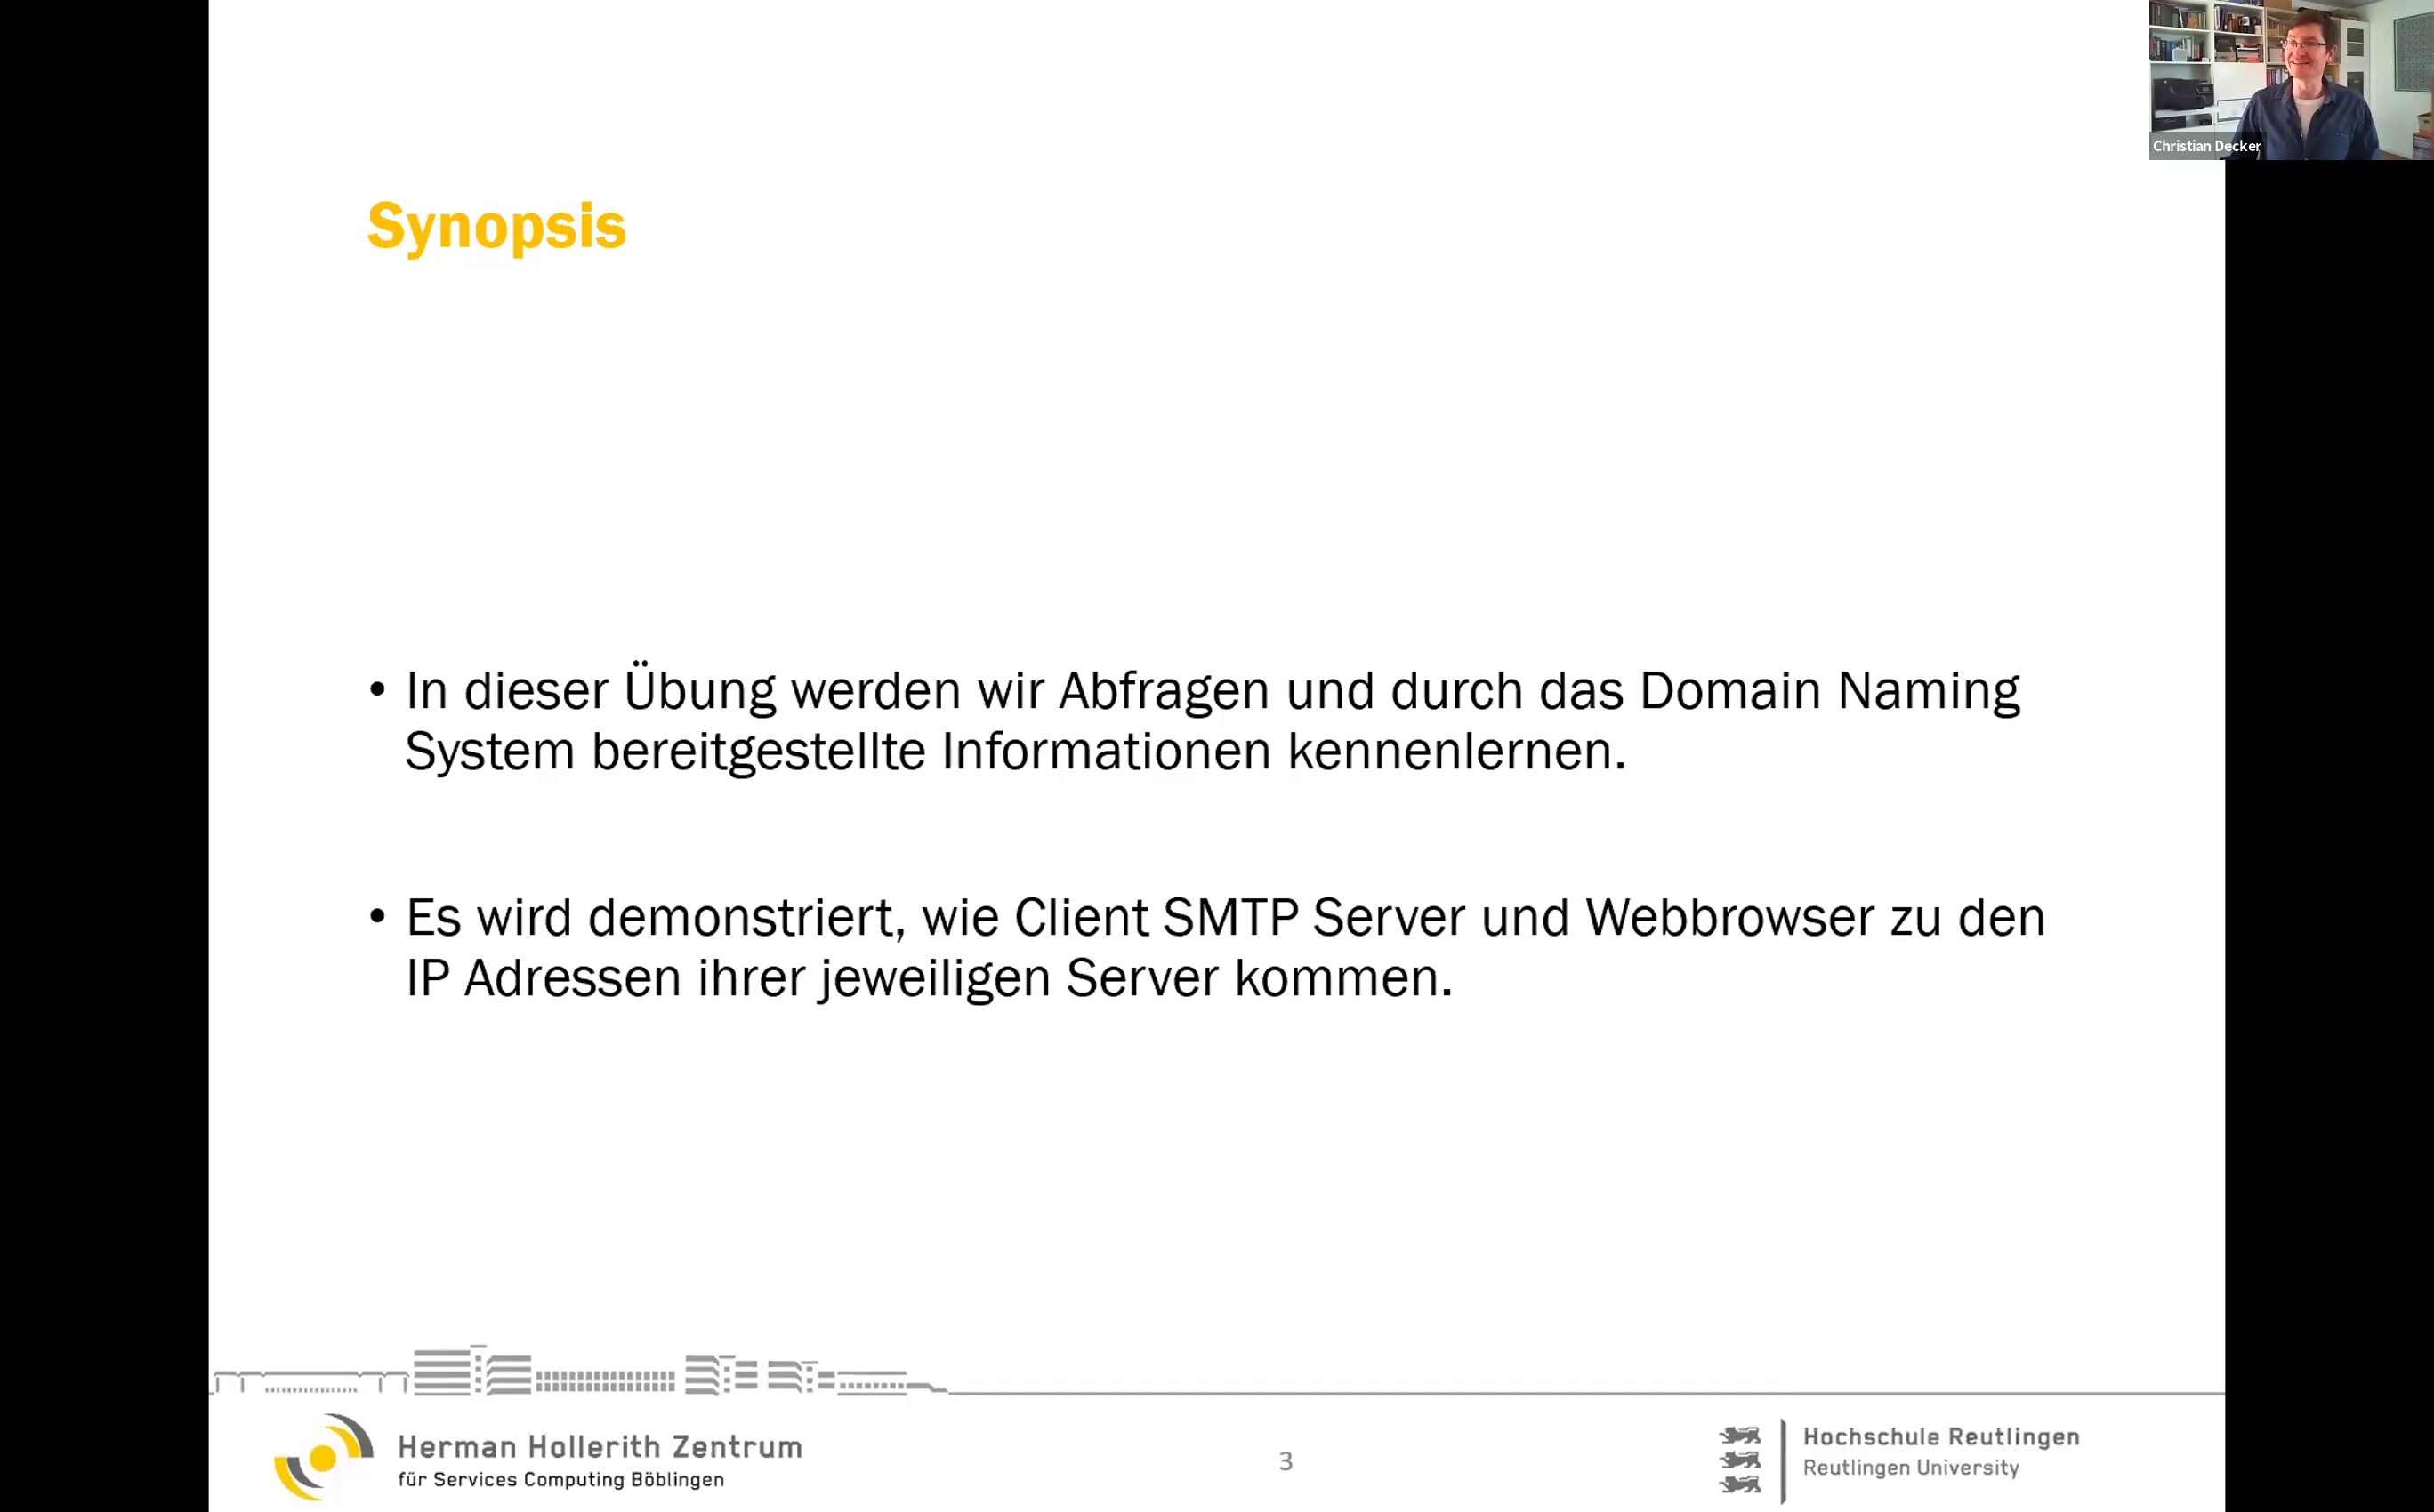 Christian Decker
Synopsis
• In dieser Übung werden wir Abfragen und durch das Domain Naming
System bereitgestellte Informationen kennenlernen.
• Es wird demonstriert, wie Client SMTP Server und Webbrowser zu den
IP Adressen ihrer jeweiligen Server kommen.
Herman Hollerith Zentrum
für Services Computing Böblingen
3
Hochschule Reutlingen
Reutlingen University